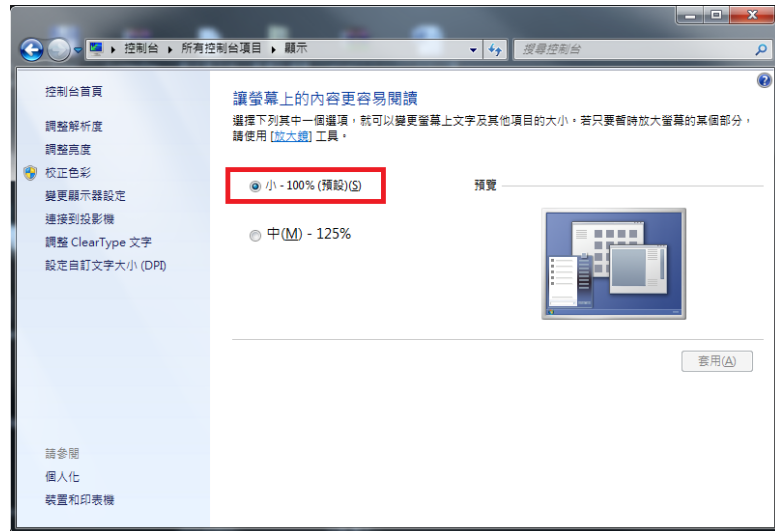 控制台 ▸ 所有控制台項目 ▸ 顯示
搜尋控制台
控制台首頁
調整解析度
調整亮度
校正色彩
變更顯示器設定
連接到投影機
調整 ClearType 文字
設定自訂文字大小 (DPI)
請參閱
個人化
裝置和印表機
讓螢幕上的內容更容易閱讀
選擇下列其中一個選項，就可以變更螢幕上文字及其他項目的大小。若只要暫時放大螢幕的某個部分，
請使用 [放大鏡] 工具。
小 - 100% (預設)(S)
預覽
中(M) - 125%
套用(A)